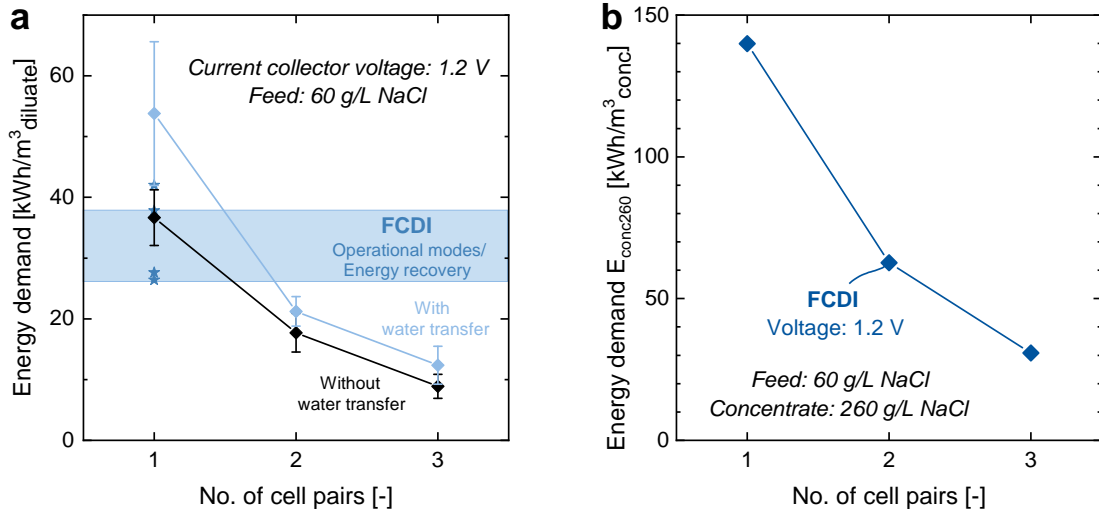 a
Energy demand [kWh/m³diluate]
60
40
20
0
Current collector voltage: 1.2 V
Feed: 60 g/L NaCl
FCDI
Operational modes/
Energy recovery
With
water transfer
Without
water transfer
1 2 3
No. of cell pairs [-]
b
Energy demand Econc260 [kWh/m³ conc]
150
100
50
0
FCDI
Voltage: 1.2 V
Feed: 60 g/L NaCl
Concentrate: 260 g/L NaCl
1 2 3
No. of cell pairs [-]